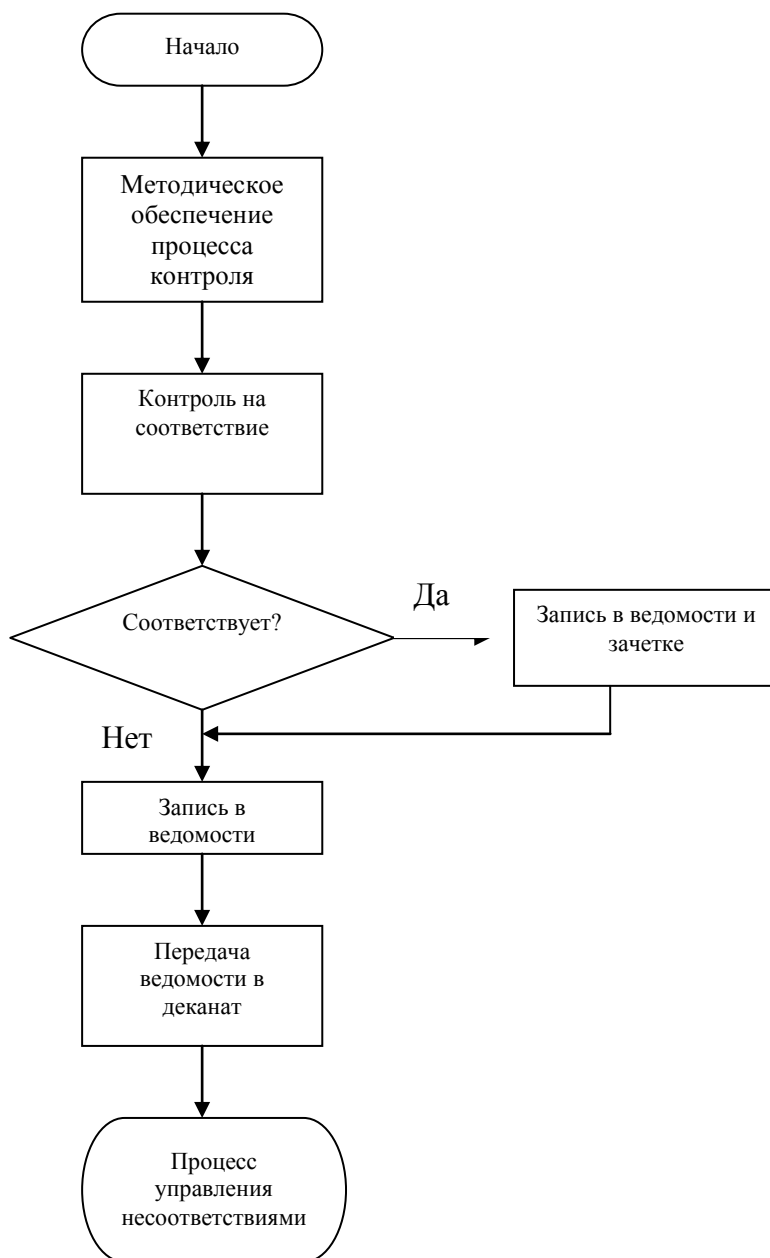 Начало
Методическое
обеспечение
процесса
контроля
Контроль на
соответствие
Соответствует?
Да
Запись в ведомости и
зачетке
Нет
Запись в
ведомости
Передача
ведомости в
деканат
Процесс
управления
несоответствиями